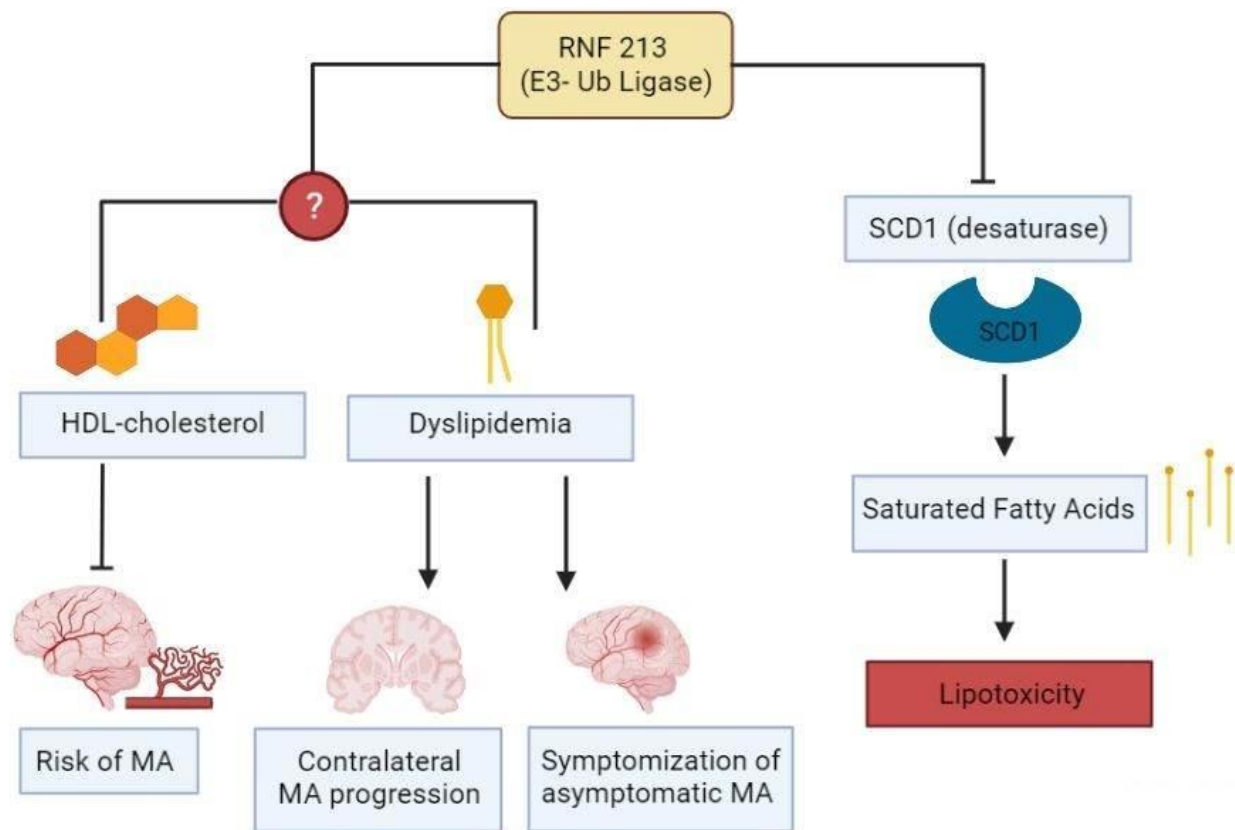 RNF 213
(E3- Ub Ligase)
?
SCD1 (desaturase)
SCD1
HDL-cholesterol
Dyslipidemia
Saturated Fatty Acids
Lipotoxicity
Risk of MA
Contralateral
MA progression
Symptomization of
asymptomatic MA